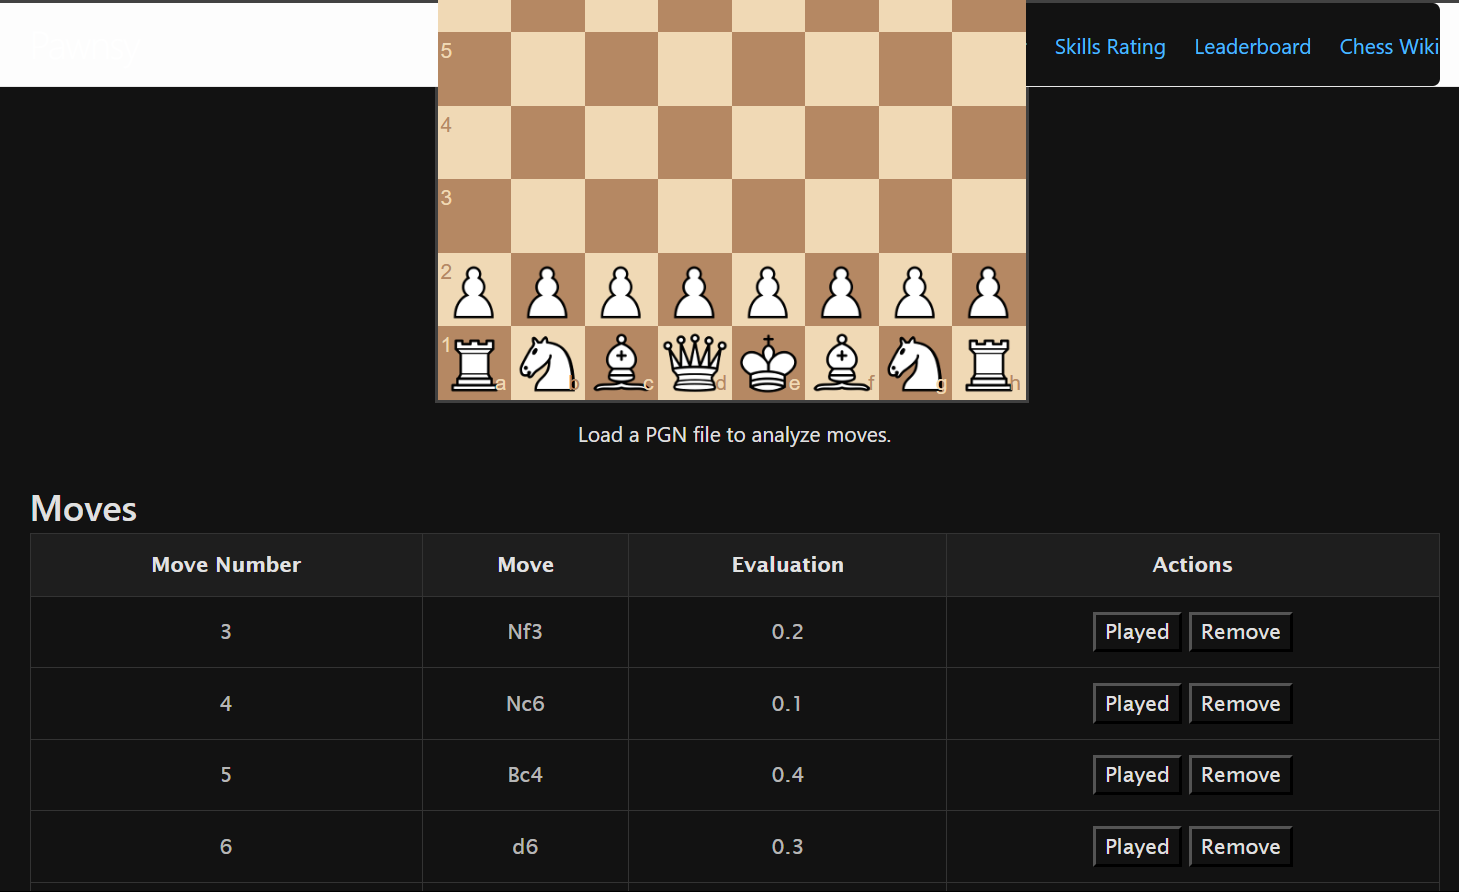 Skills Rating Leaderboard Chess Wiki
5
4
3
2
1
a b c d e f g h
Load a PGN file to analyze moves.
Moves
Move Number Move Evaluation Actions
3 Nf3 0.2 Played Remove
4 Nc6 0.1 Played Remove
5 Bc4 0.4 Played Remove
6 d6 0.3 Played Remove